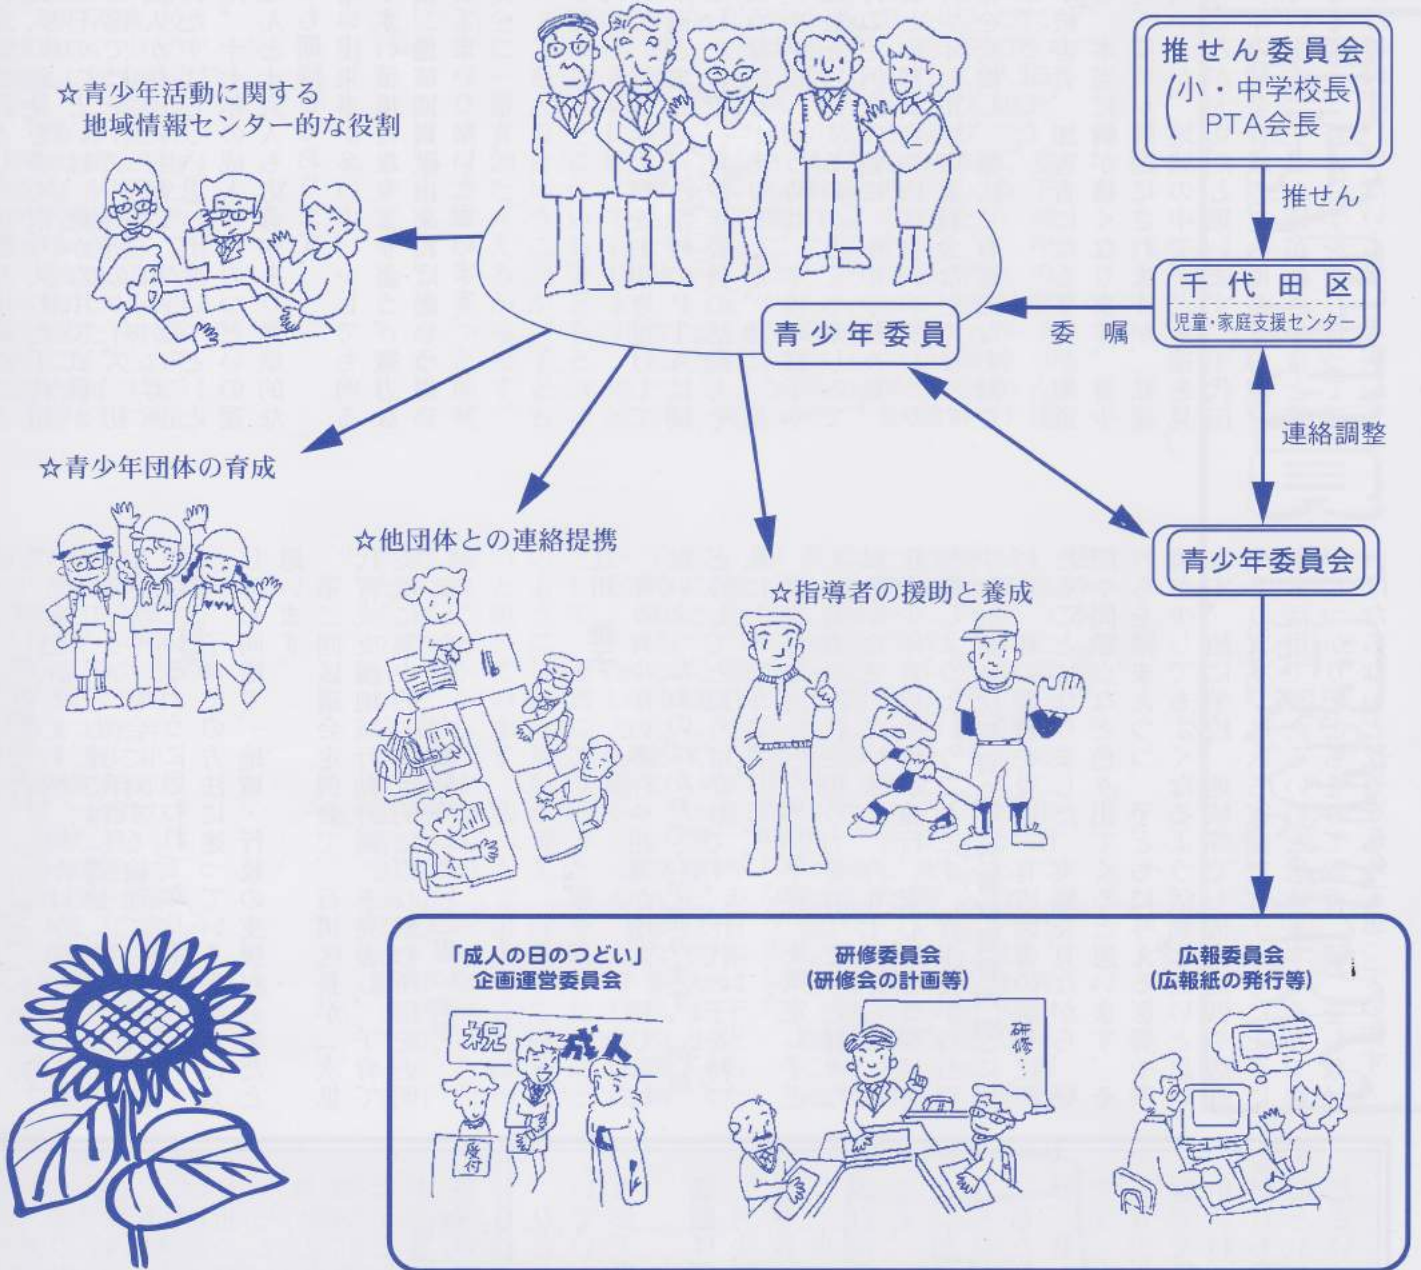 推せん委員会
(小・中学校長
PTA会長)
推せん
千代田区
児童・家庭支援センター
委嘱
青少年委員
連絡調整
青少年委員会
☆青少年活動に関する
地域情報センター的な役割
☆青少年団体の育成
☆他団体との連絡提携
☆指導者の援助と養成
「成人の日のつどい」
企画運営委員会
祝
成人
受付
研修委員会
(研修会の計画等)
研修…
広報委員会
(広報紙の発行等)